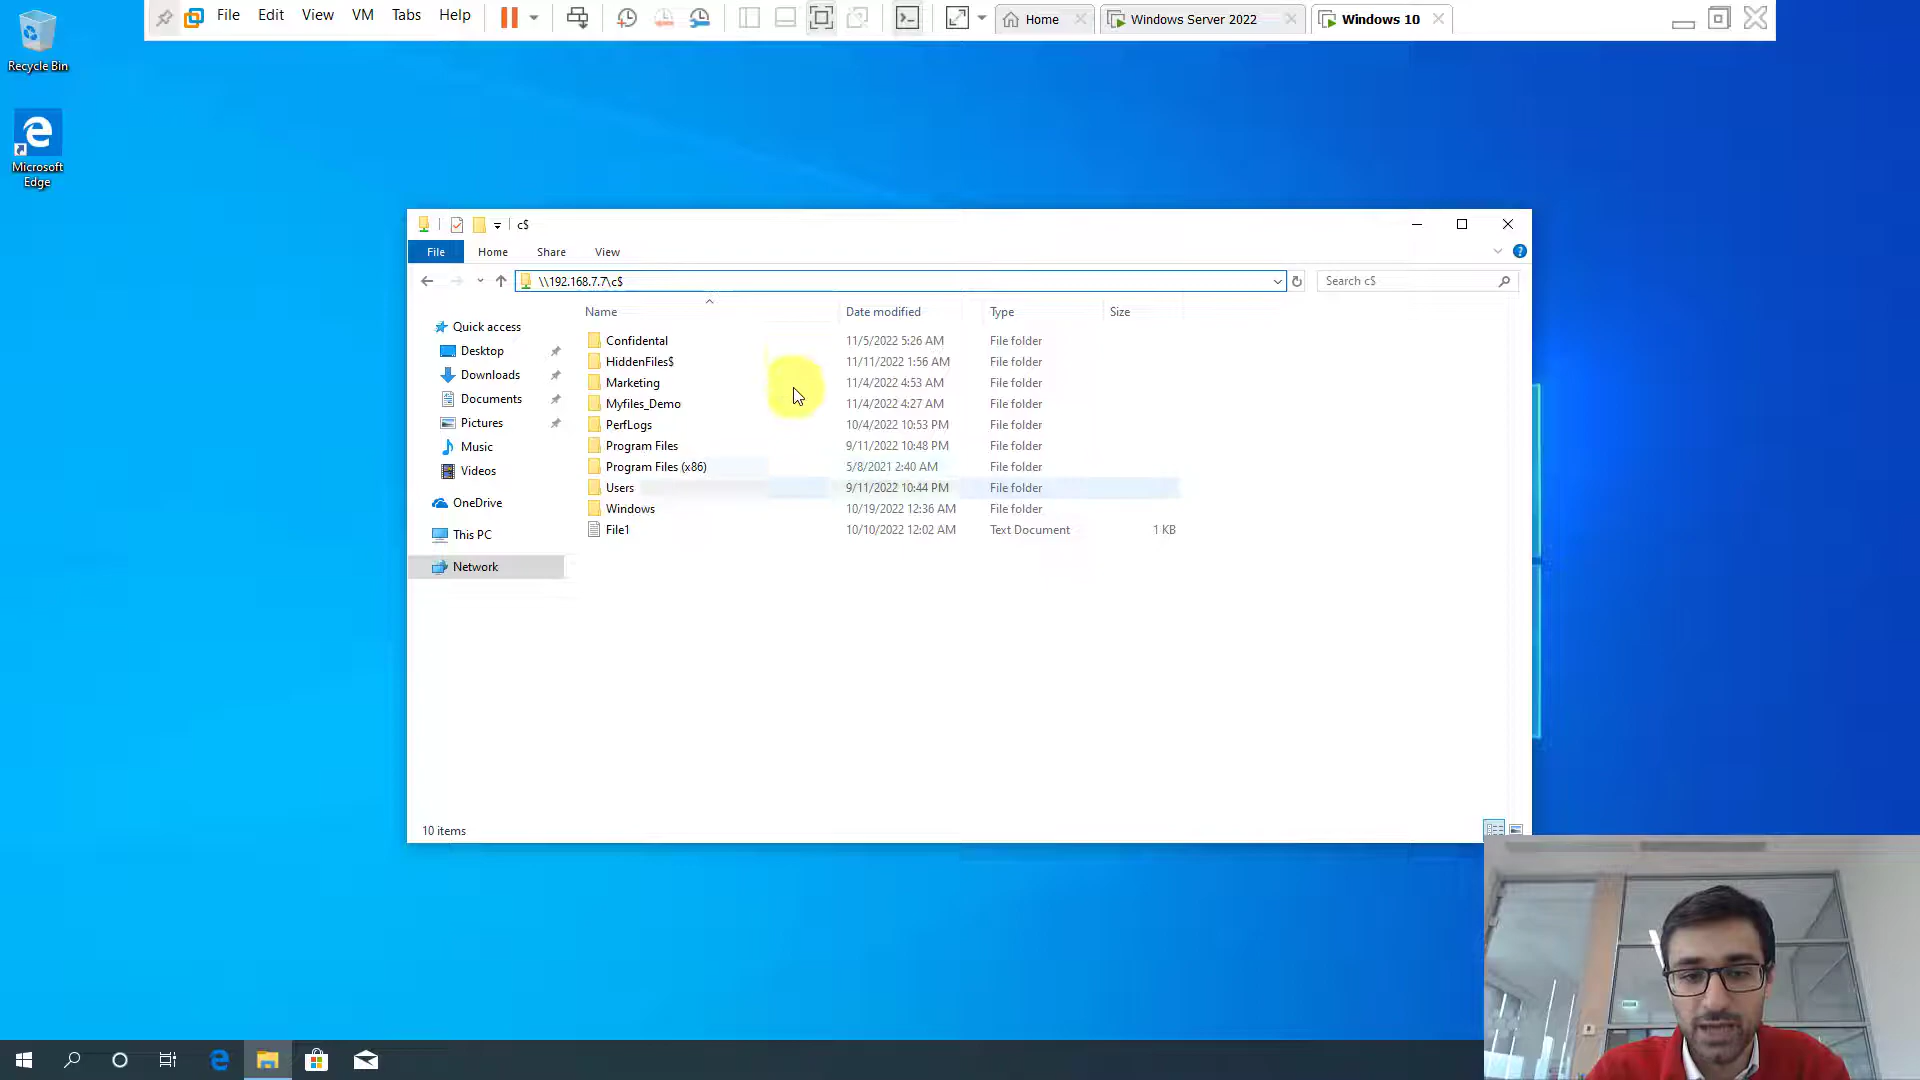 File Edit View VM Tabs Help Home Windows Server 2022 Windows 10
Recycle Bin
Microsoft
Edge
c$
File Home Share View
\\192.168.7.7\c$ Search c$
Name Date modified Type Size
Quick access
Desktop
Downloads
Documents
Pictures
Music
Videos
OneDrive
This PC
Network
Confidental 11/5/2022 5:26 AM File folder
HiddenFiles$ 11/11/2022 1:56 AM File folder
Marketing 11/4/2022 4:53 AM File folder
Myfiles_Demo 11/4/2022 4:27 AM File folder
PerfLogs 10/4/2022 10:53 PM File folder
Program Files 9/11/2022 10:48 PM File folder
Program Files (x86) 5/8/2021 2:40 AM File folder
Users 9/11/2022 10:44 PM File folder
Windows 10/19/2022 12:36 AM File folder
File1 10/10/2022 12:02 AM Text Document 1 KB
10 items